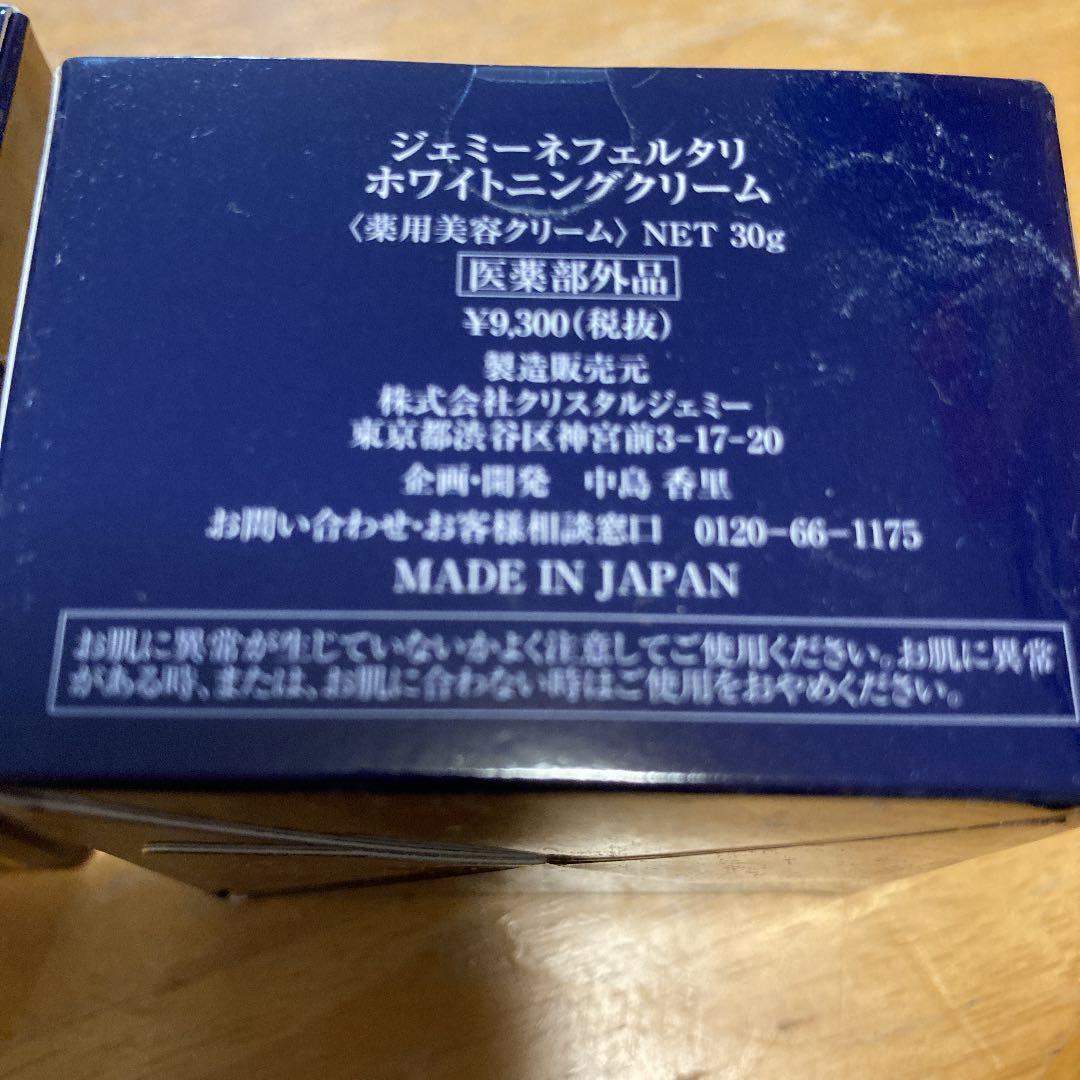 ジェミーネフェルタリ
ホワイトニングクリーム
〈薬用美容クリーム〉 NET 30g
医薬部外品
¥9,300(税抜)
製造販売元
株式会社クリスタルジェミー
東京都渋谷区神宮前3-17-20
企画・開発　中島 香里
お問い合わせ・お客様相談窓口　0120-66-1175
MADE IN JAPAN
お肌に異常が生じていないかよく注意してご使用ください。お肌に異常
がある時、または、お肌に合わない時はご使用をおやめください。